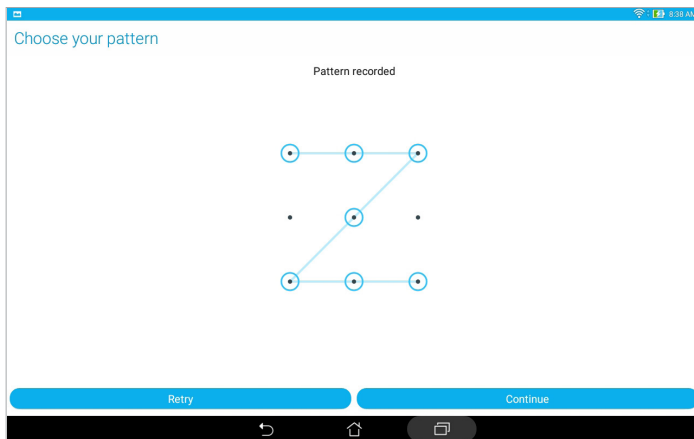 8:38 AM
Choose your pattern
Pattern recorded
Retry
Continue